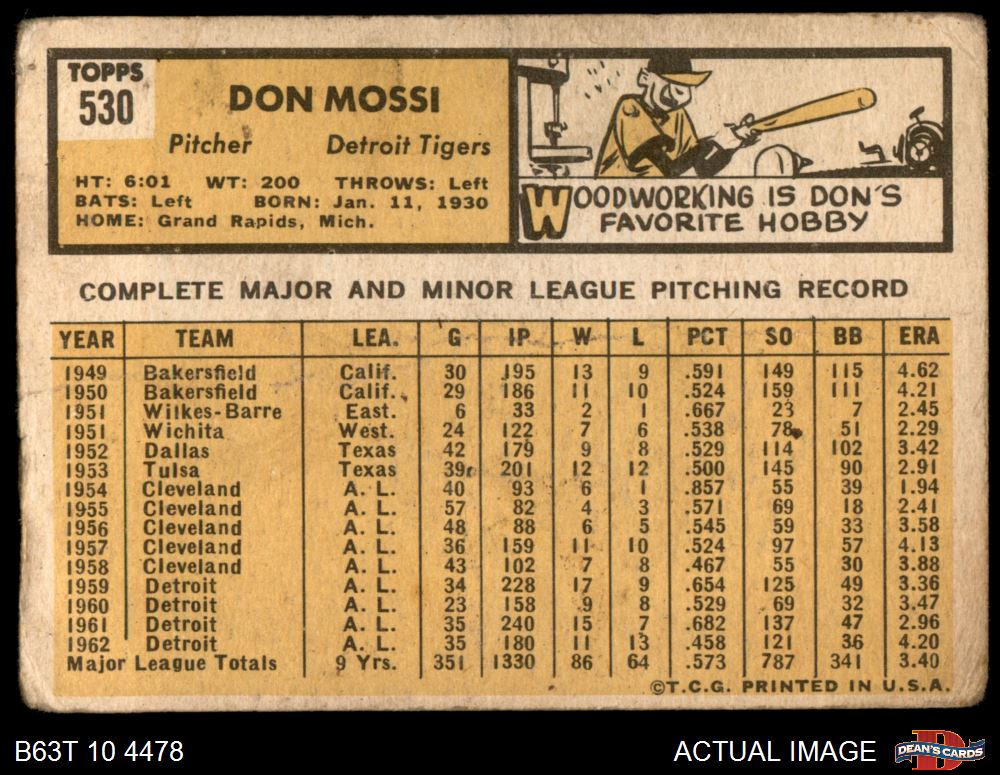 TOPPS
530
DON MOSSI
Pitcher Detroit Tigers
HT: 6:01 WT: 200 THROWS: Left
BATS: Left BORN: Jan. 11, 1930
HOME: Grand Rapids, Mich.
WOODWORKING IS DON'S
FAVORITE HOBBY
COMPLETE MAJOR AND MINOR LEAGUE PITCHING RECORD
YEAR TEAM LEA. G IP W L PCT SO BB ERA
1949 Bakersfield Calif. 30 195 13 9 .591 149 115 4.62
1950 Bakersfield Calif. 29 186 11 10 .524 159 111 4.21
1951 Wilkes-Barre East. 6 33 2 1 .667 23 7 2.45
1951 Wichita West. 24 122 7 6 .538 78 51 2.29
1952 Dallas Texas 42 179 9 8 .529 114 102 3.42
1953 Tulsa Texas 39 201 12 12 .500 145 90 2.91
1954 Cleveland A. L. 40 93 6 1 .857 55 39 1.94
1955 Cleveland A. L. 57 82 4 3 .571 69 18 2.41
1956 Cleveland A. L. 48 88 6 5 .545 59 33 3.58
1957 Cleveland A. L. 36 159 11 10 .524 97 57 4.13
1958 Cleveland A. L. 43 102 7 8 .467 55 30 3.88
1959 Detroit A. L. 34 228 17 9 .654 125 49 3.36
1960 Detroit A. L. 23 158 9 8 .529 69 32 3.47
1961 Detroit A. L. 35 240 15 7 .682 137 47 2.96
1962 Detroit A. L. 35 180 11 13 .458 121 36 4.20
Major League Totals 9 Yrs. 351 1330 86 64 .573 787 341 3.40
©T.C.G. PRINTED IN U.S.A.
B63T 10 4478 ACTUAL IMAGE DEAN'S CARDS